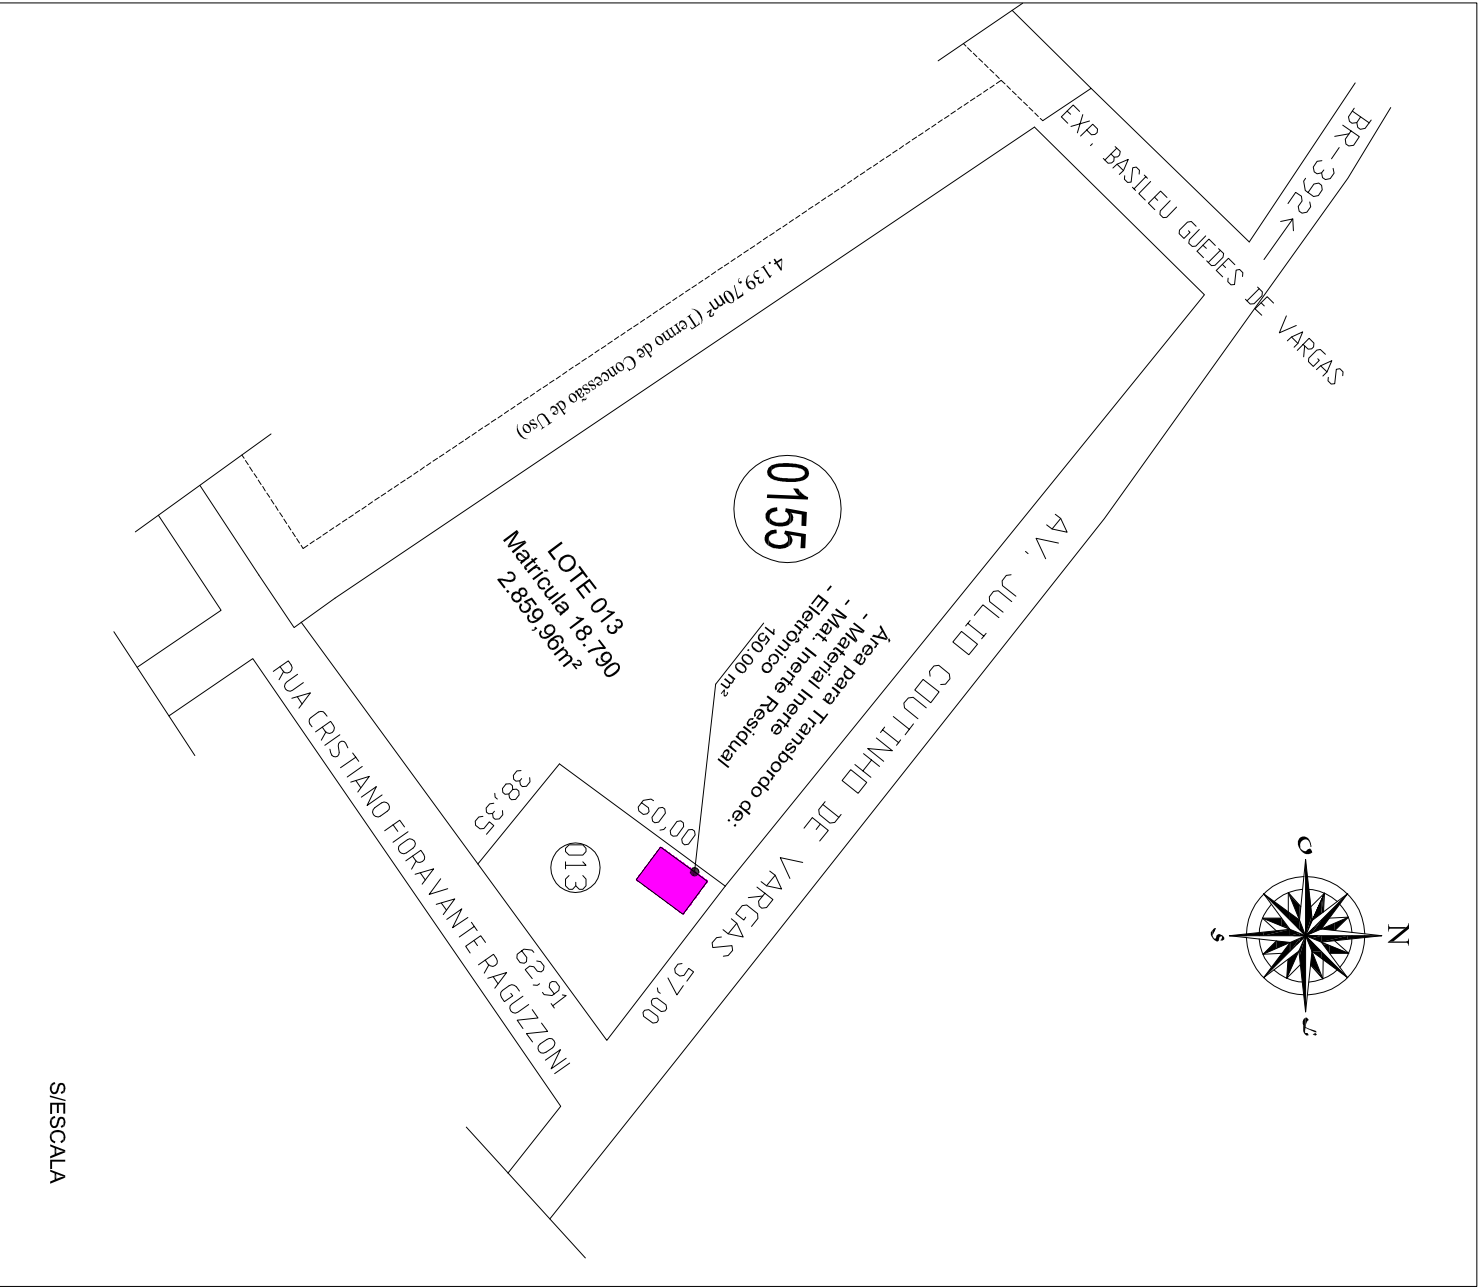 BR-392
EXP. BASILEU GUEDES DE VARGAS
4.139,70m² (Termo de Concessão de Uso)
0155
AV. JULIO COUTINHO DE VARGAS
LOTE 013
Matrícula 18.790
2.859,96m²
Área para Transbordo de:
- Material Inerte
- Mat. Inerte Residual
- Eletrônico
150.00 m²
RUA CRISTIANO FIORAVANTE RAGUZZONI
38,35
60,00
013
62,91
57,00
N
O
L
S
S/ESCALA